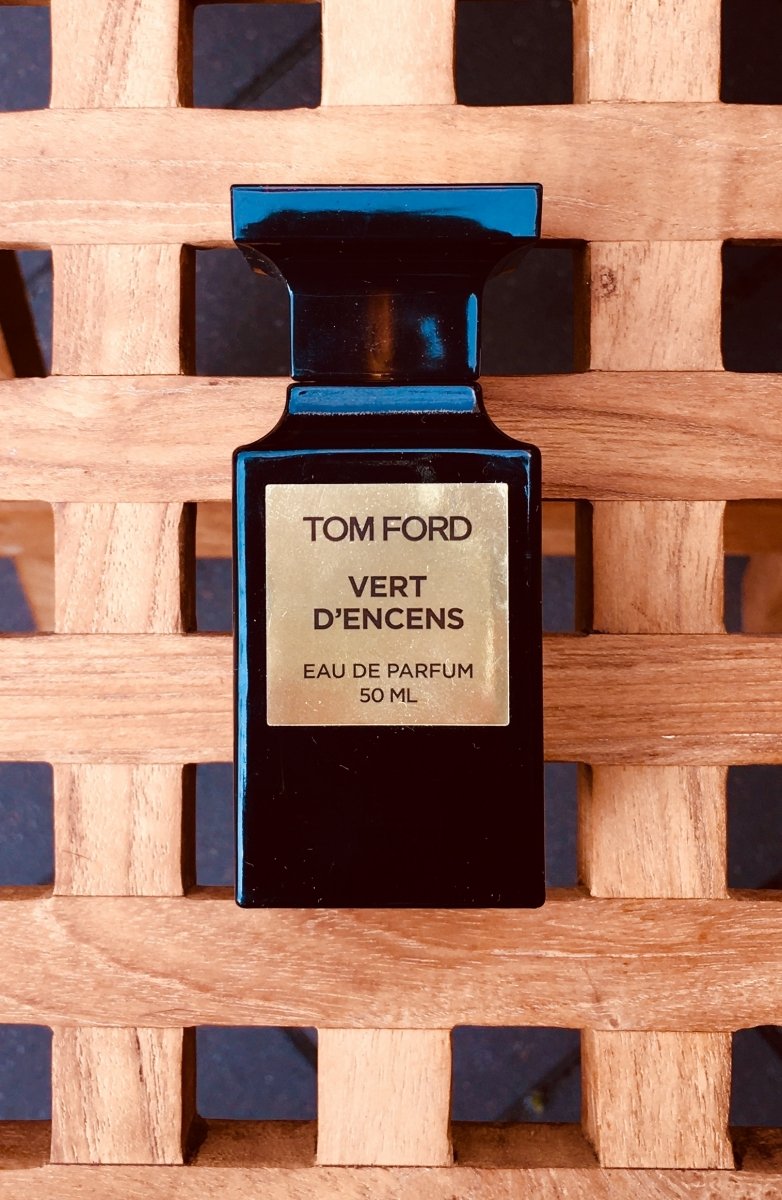 TOM FORD
VERT
D'ENCENS
EAU DE PARFUM
50 ML